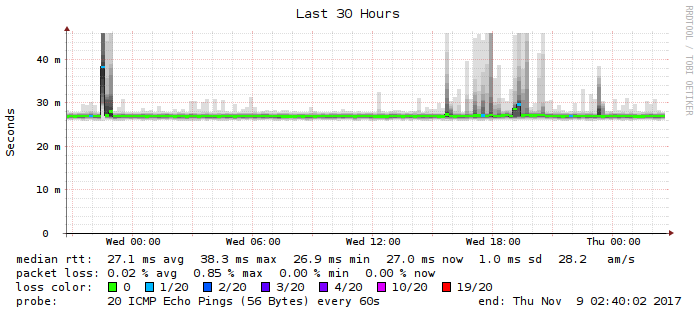 Last 30 Hours
RRDTOOL / TOBI OETIKER
Seconds
40 m
30 m
20 m
10 m
0
Wed 00:00 Wed 06:00 Wed 12:00 Wed 18:00 Thu 00:00
median rtt: 27.1 ms avg 38.3 ms max 26.9 ms min 27.0 ms now 1.0 ms sd 28.2 am/s
packet loss: 0.02 % avg 0.85 % max 0.00 % min 0.00 % now
loss color: 0 1/20 2/20 3/20 4/20 10/20 19/20
probe: 20 ICMP Echo Pings (56 Bytes) every 60s end: Thu Nov 9 02:40:02 2017